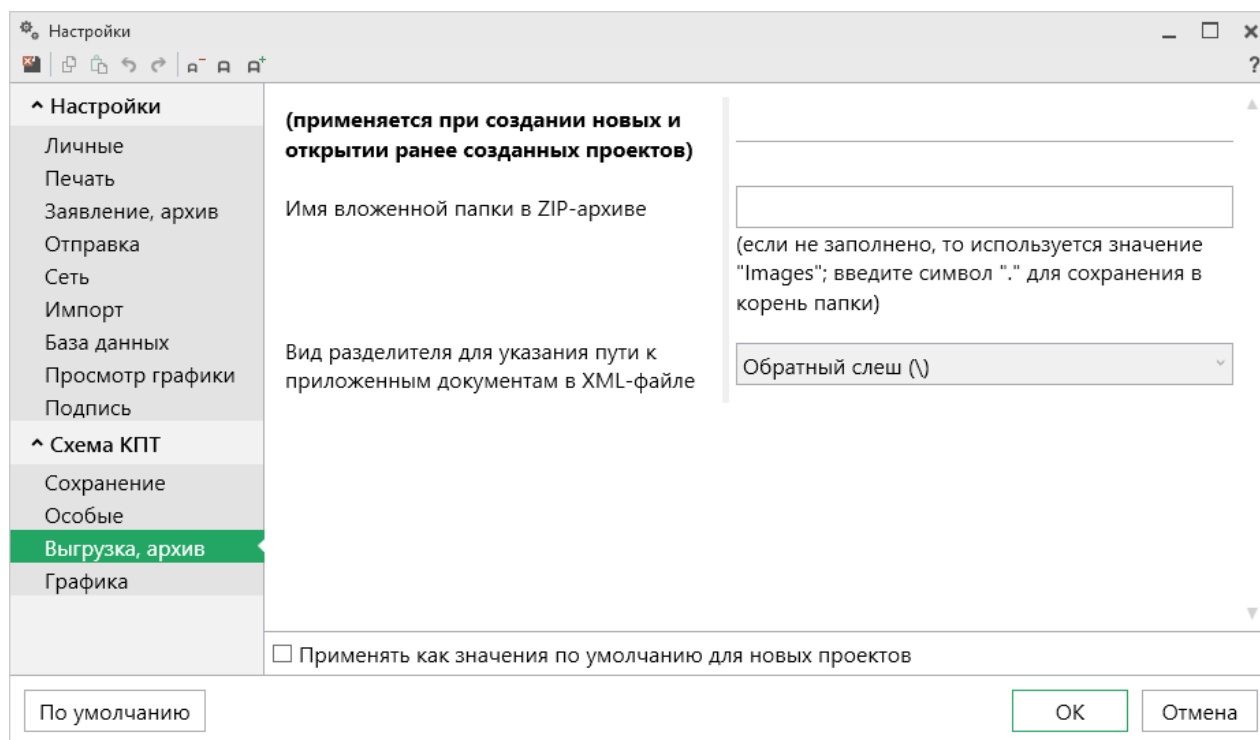 Настройки
?
Настройки
Личные
Печать
Заявление, архив
Отправка
Сеть
Импорт
База данных
Просмотр графики
Подпись
Схема КПТ
Сохранение
Особые
Выгрузка, архив
Графика
(применяется при создании новых и
открытии ранее созданных проектов)
Имя вложенной папки в ZIP-архиве
(если не заполнено, то используется значение
"Images"; введите символ "." для сохранения в
корень папки)
Вид разделителя для указания пути к
приложенным документам в XML-файле
Обратный слеш (\)
Применять как значения по умолчанию для новых проектов
По умолчанию
ОК
Отмена